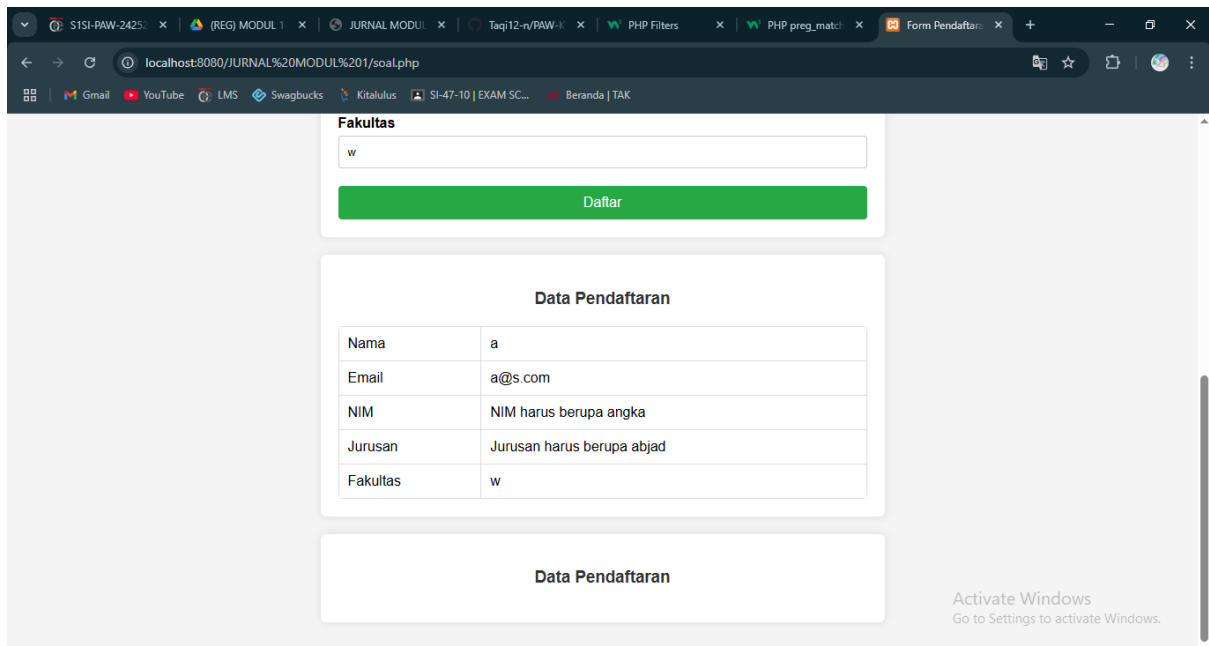 S1SI-PAW-24252
(REG) MODUL 1
JURNAL MODUL
Taqi12-n/PAW-K
PHP Filters
PHP preg_match
Form Pendaftara
localhost:8080/JURNAL%20MODUL%201/soal.php
Gmail
YouTube
LMS
Swagbucks
Kitalulus
SI-47-10 | EXAM SC...
Beranda | TAK
Fakultas
w
Daftar
Data Pendaftaran
Nama a
Email a@s.com
NIM NIM harus berupa angka
Jurusan Jurusan harus berupa abjad
Fakultas w
Data Pendaftaran
Activate Windows
Go to Settings to activate Windows.